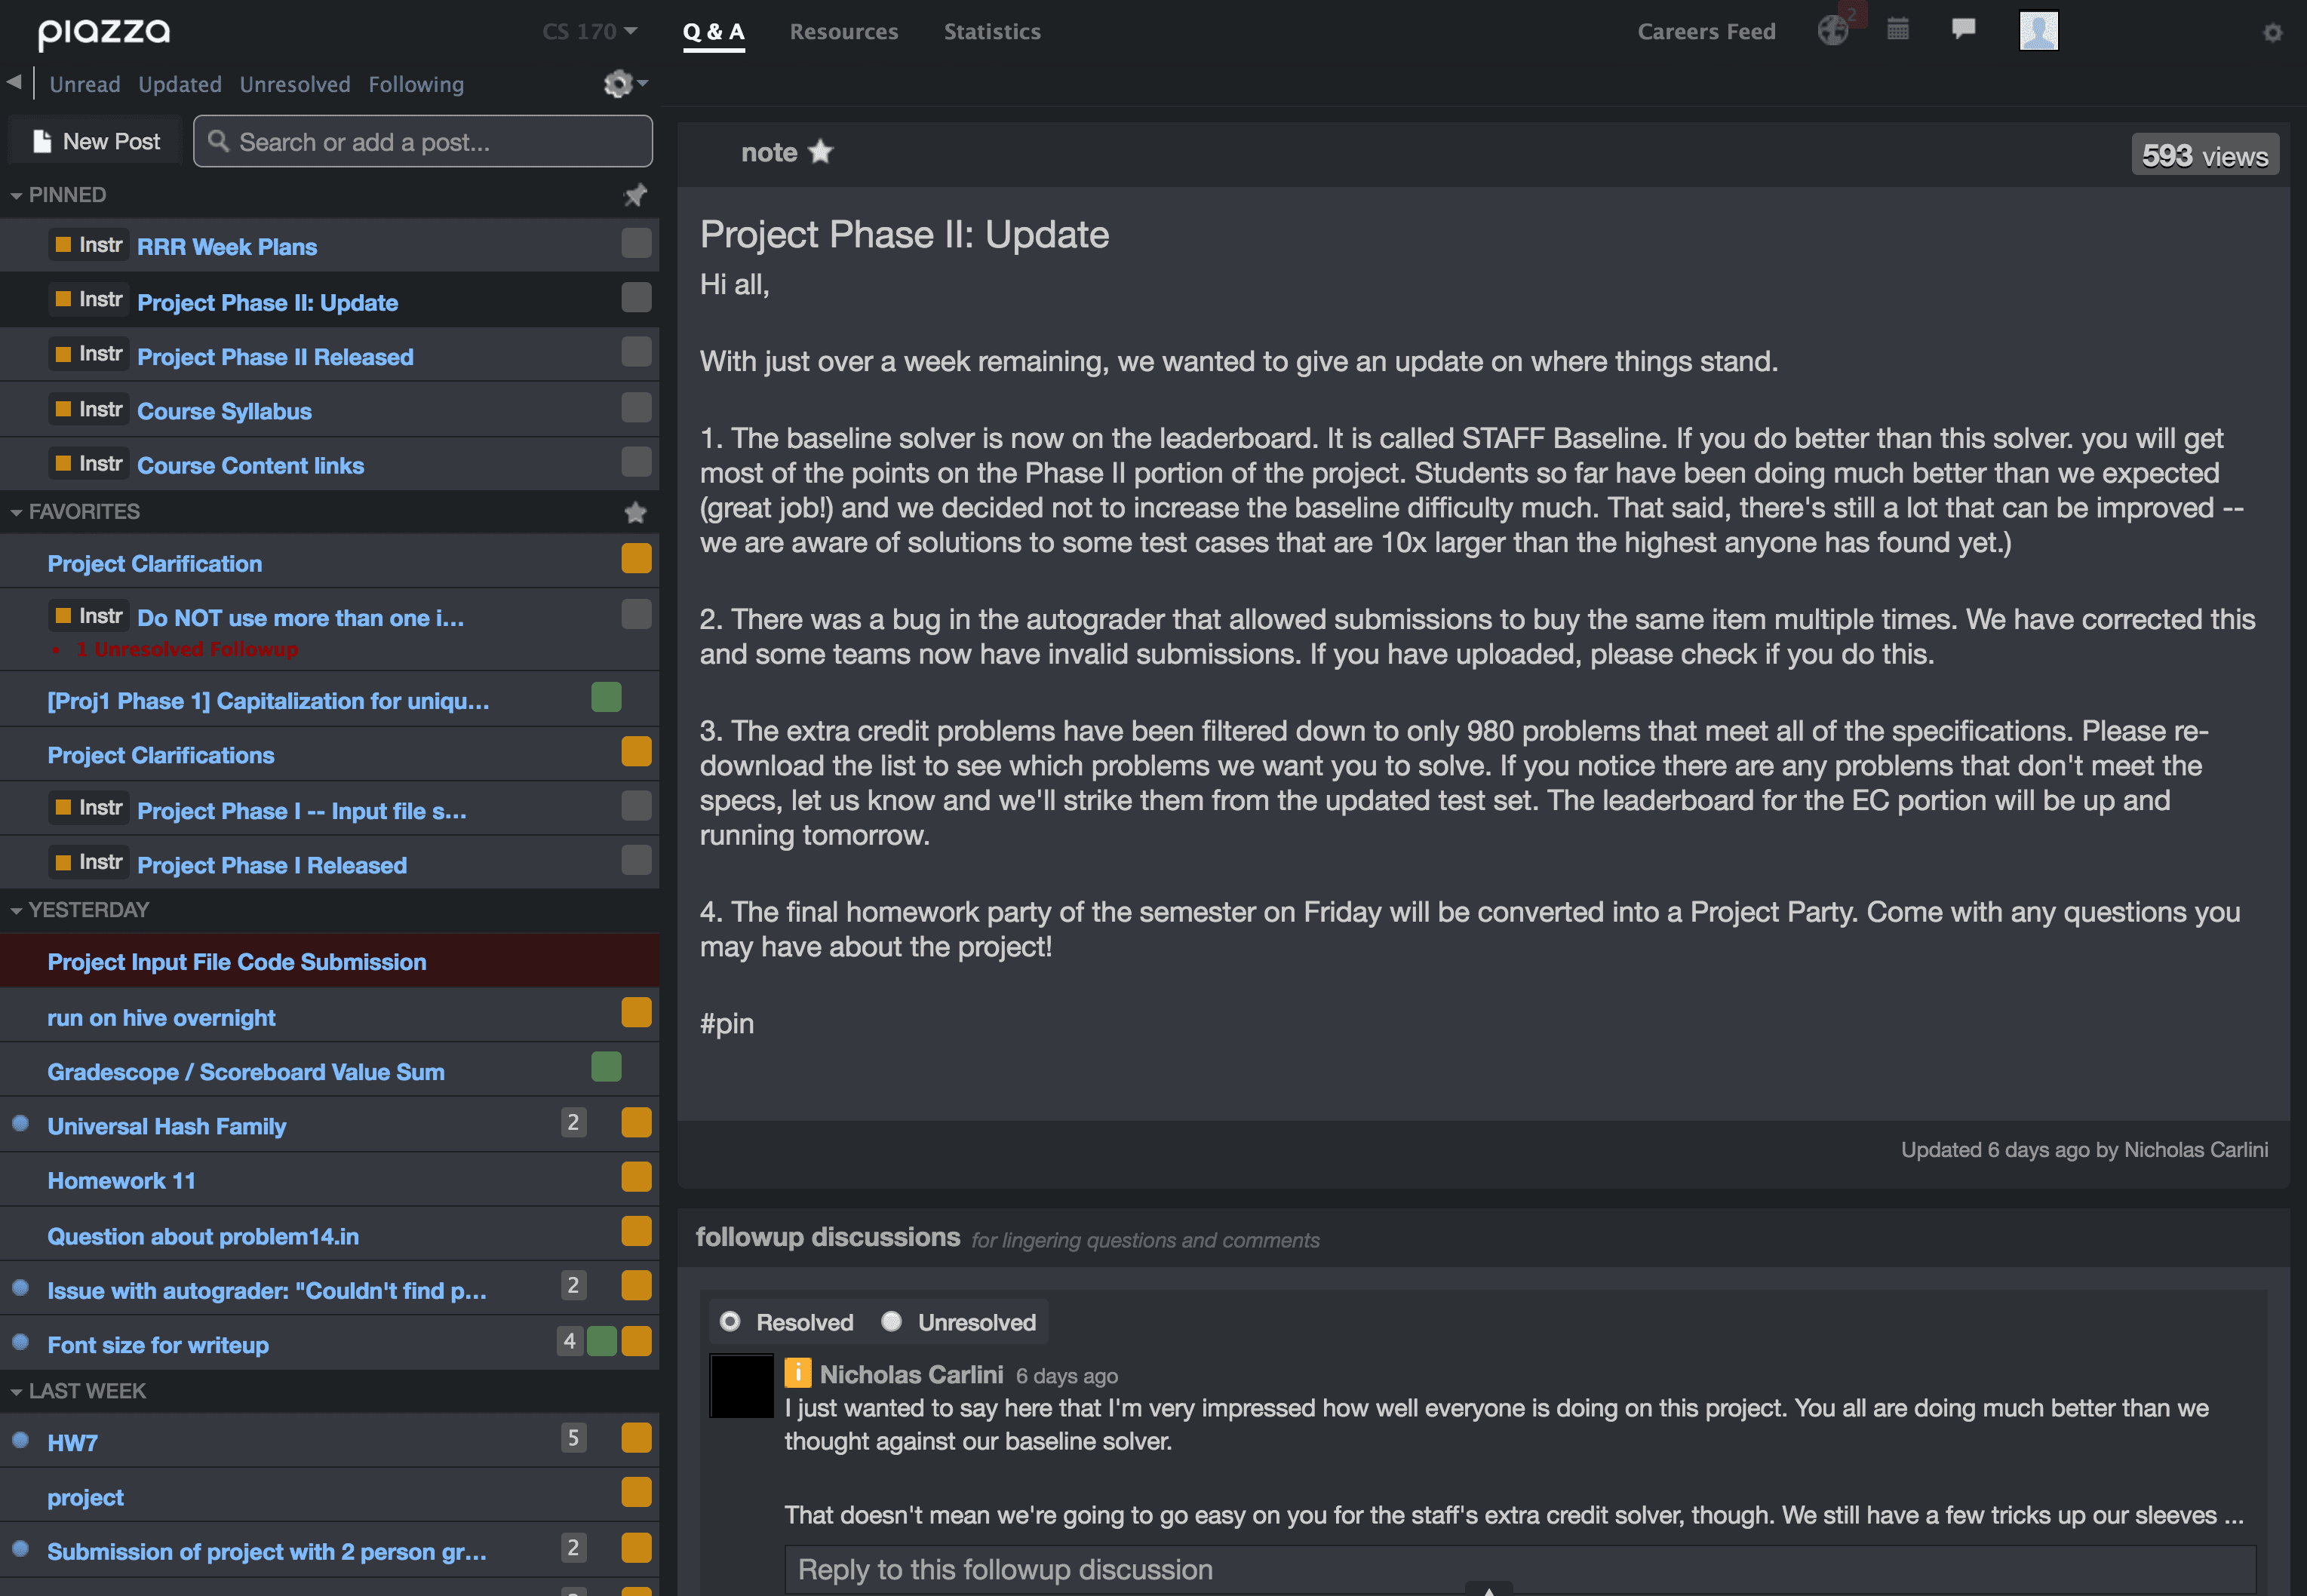 piazza
CS 170
Q & A
Resources
Statistics
Careers Feed
2
Unread Updated Unresolved Following
New Post
Search or add a post...
PINNED
Instr RRR Week Plans
Instr Project Phase II: Update
Instr Project Phase II Released
Instr Course Syllabus
Instr Course Content links
FAVORITES
Project Clarification
Instr Do NOT use more than one i...
• 1 Unresolved Followup
[Proj1 Phase 1] Capitalization for uniqu...
Project Clarifications
Instr Project Phase I -- Input file s...
Instr Project Phase I Released
YESTERDAY
Project Input File Code Submission
run on hive overnight
Gradescope / Scoreboard Value Sum
Universal Hash Family 2
Homework 11
Question about problem14.in
Issue with autograder: "Couldn't find p... 2
Font size for writeup 4
LAST WEEK
HW7 5
project
Submission of project with 2 person gr... 2
note
593 views
Project Phase II: Update
Hi all,
With just over a week remaining, we wanted to give an update on where things stand.
1. The baseline solver is now on the leaderboard. It is called STAFF Baseline. If you do better than this solver. you will get
most of the points on the Phase II portion of the project. Students so far have been doing much better than we expected
(great job!) and we decided not to increase the baseline difficulty much. That said, there's still a lot that can be improved --
we are aware of solutions to some test cases that are 10x larger than the highest anyone has found yet.)
2. There was a bug in the autograder that allowed submissions to buy the same item multiple times. We have corrected this
and some teams now have invalid submissions. If you have uploaded, please check if you do this.
3. The extra credit problems have been filtered down to only 980 problems that meet all of the specifications. Please re-
download the list to see which problems we want you to solve. If you notice there are any problems that don't meet the
specs, let us know and we'll strike them from the updated test set. The leaderboard for the EC portion will be up and
running tomorrow.
4. The final homework party of the semester on Friday will be converted into a Project Party. Come with any questions you
may have about the project!
#pin
Updated 6 days ago by Nicholas Carlini
followup discussions for lingering questions and comments
Resolved Unresolved
i Nicholas Carlini 6 days ago
I just wanted to say here that I'm very impressed how well everyone is doing on this project. You all are doing much better than we
thought against our baseline solver.
That doesn't mean we're going to go easy on you for the staff's extra credit solver, though. We still have a few tricks up our sleeves ...
Reply to this followup discussion